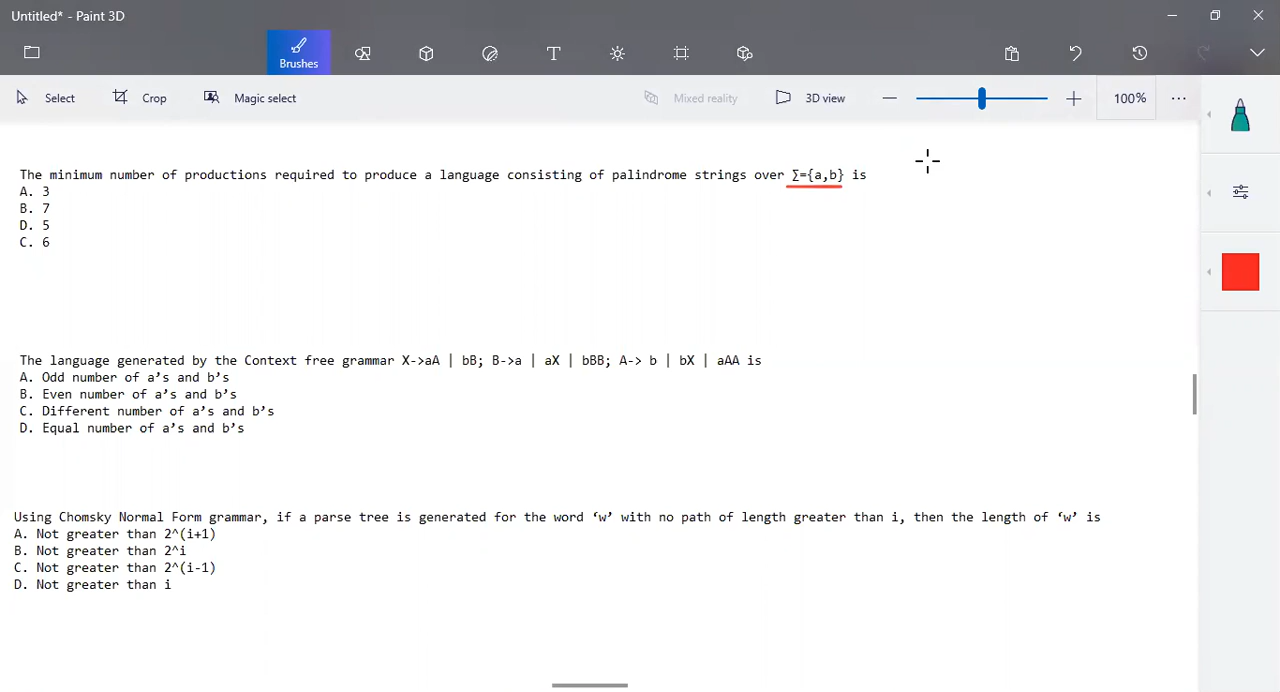 Untitled* - Paint 3D
Brushes
Select
Crop
Magic select
Mixed reality
3D view
100%
The minimum number of productions required to produce a language consisting of palindrome strings over ∑={a,b} is
A. 3
B. 7
D. 5
C. 6
The language generated by the Context free grammar X->aA | bB; B->a | aX | bBB; A-> b | bX | aAA is
A. Odd number of a’s and b’s
B. Even number of a’s and b’s
C. Different number of a’s and b’s
D. Equal number of a’s and b’s
Using Chomsky Normal Form grammar, if a parse tree is generated for the word ‘w’ with no path of length greater than i, then the length of ‘w’ is
A. Not greater than 2^(i+1)
B. Not greater than 2^i
C. Not greater than 2^(i-1)
D. Not greater than i